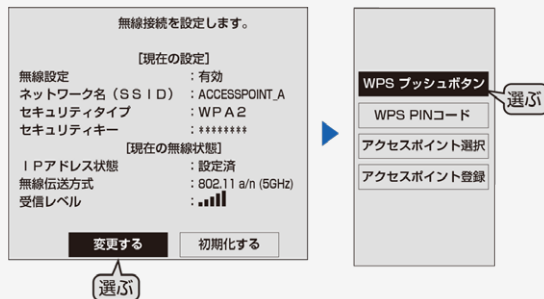 無線接続を設定します。
[現在の設定]
無線設定 : 有効
ネットワーク名（ＳＳＩＤ） : ACCESSPOINT_A
セキュリティタイプ : ＷＰＡ２
セキュリティキー : ********
[現在の無線状態]
ＩＰアドレス状態 : 設定済
無線伝送方式 : 802.11 a/n (5GHz)
受信レベル :
変更する 初期化する
選ぶ
WPS プッシュボタン
選ぶ
WPS PINコード
アクセスポイント選択
アクセスポイント登録